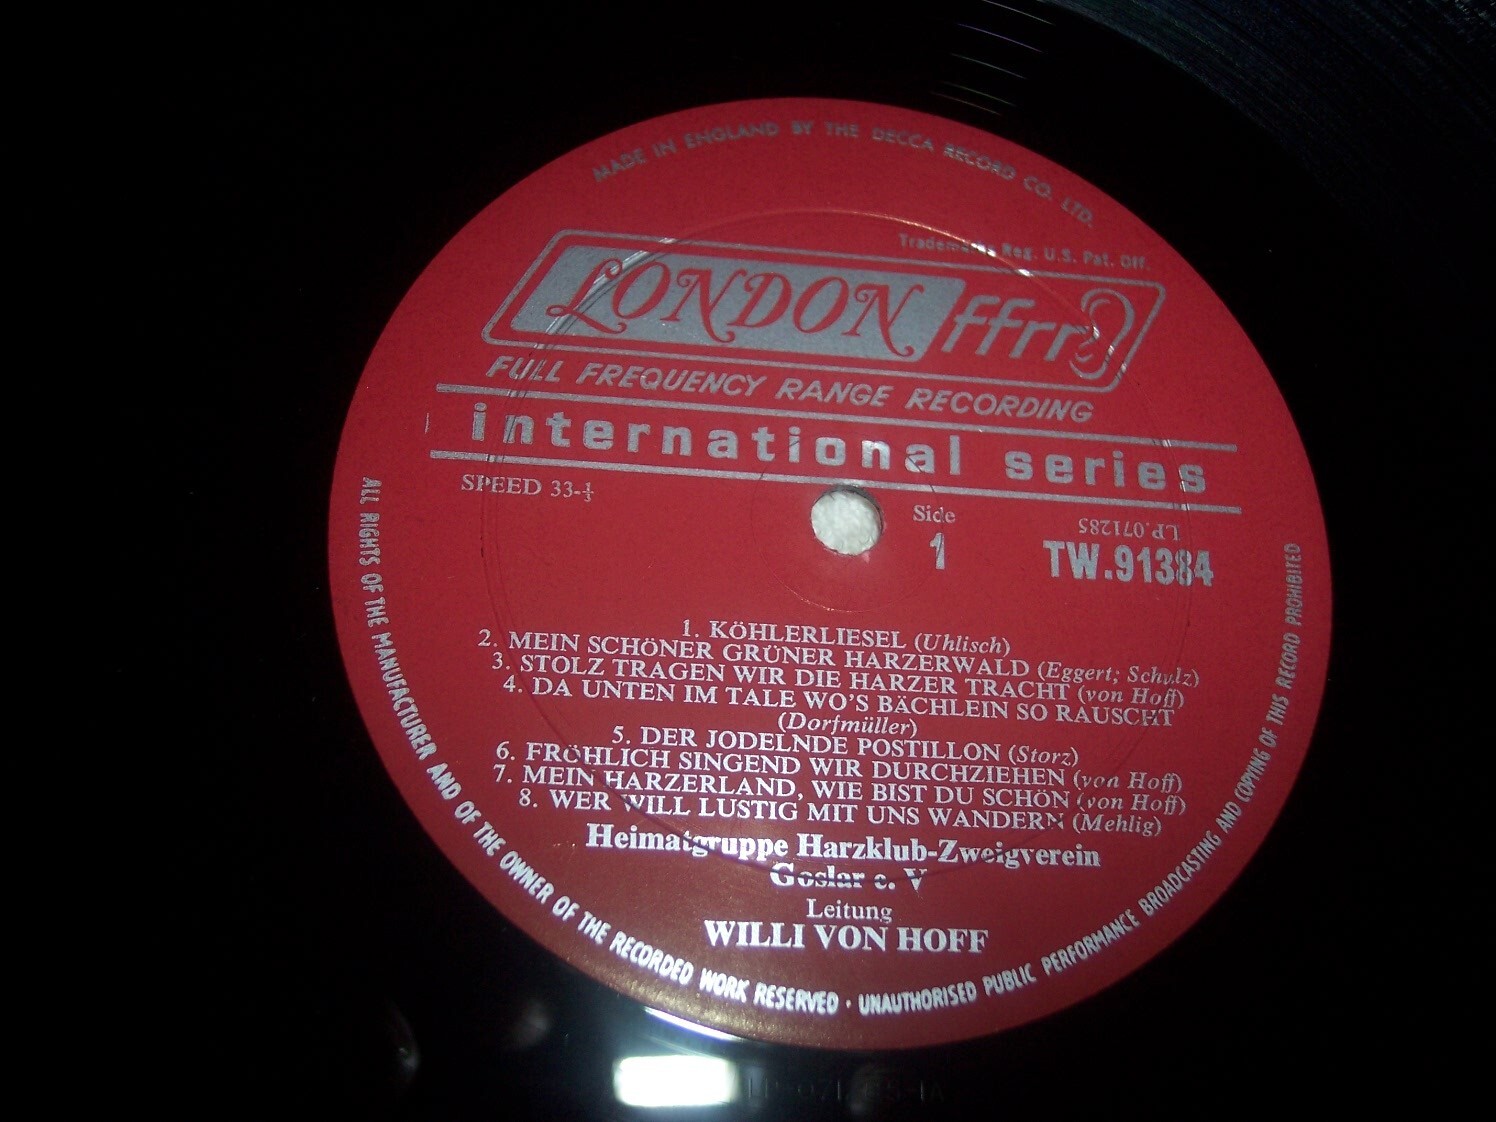 MADE IN ENGLAND BY THE DECCA RECORD CO. LTD.
Trademarks Reg. U.S. Pat. Off.
LONDON ffrr
FULL FREQUENCY RANGE RECORDING
international series
SPEED 33-⅓
Side
1
LP.071285
TW.91384
1. KÖHLERLIESEL (Uhlisch)
2. MEIN SCHÖNER GRÜNER HARZERWALD (Eggert; Schulz)
3. STOLZ TRAGEN WIR DIE HARZER TRACHT (von Hoff)
4. DA UNTEN IM TALE WO'S BÄCHLEIN SO RAUSCHT
(Dorfmüller)
5. DER JODELNDE POSTILLON (Storz)
6. FRÖHLICH SINGEND WIR DURCHZIEHEN (von Hoff)
7. MEIN HARZERLAND, WIE BIST DU SCHÖN (von Hoff)
8. WER WILL LUSTIG MIT UNS WANDERN (Mehlig)
Heimatgruppe Harzklub-Zweigverein
Goslar e. V
Leitung
WILLI VON HOFF
ALL RIGHTS OF THE MANUFACTURER AND OF THE OWNER OF THE RECORDED WORK RESERVED · UNAUTHORISED PUBLIC PERFORMANCE BROADCASTING AND COPYING OF THIS RECORD PROHIBITED